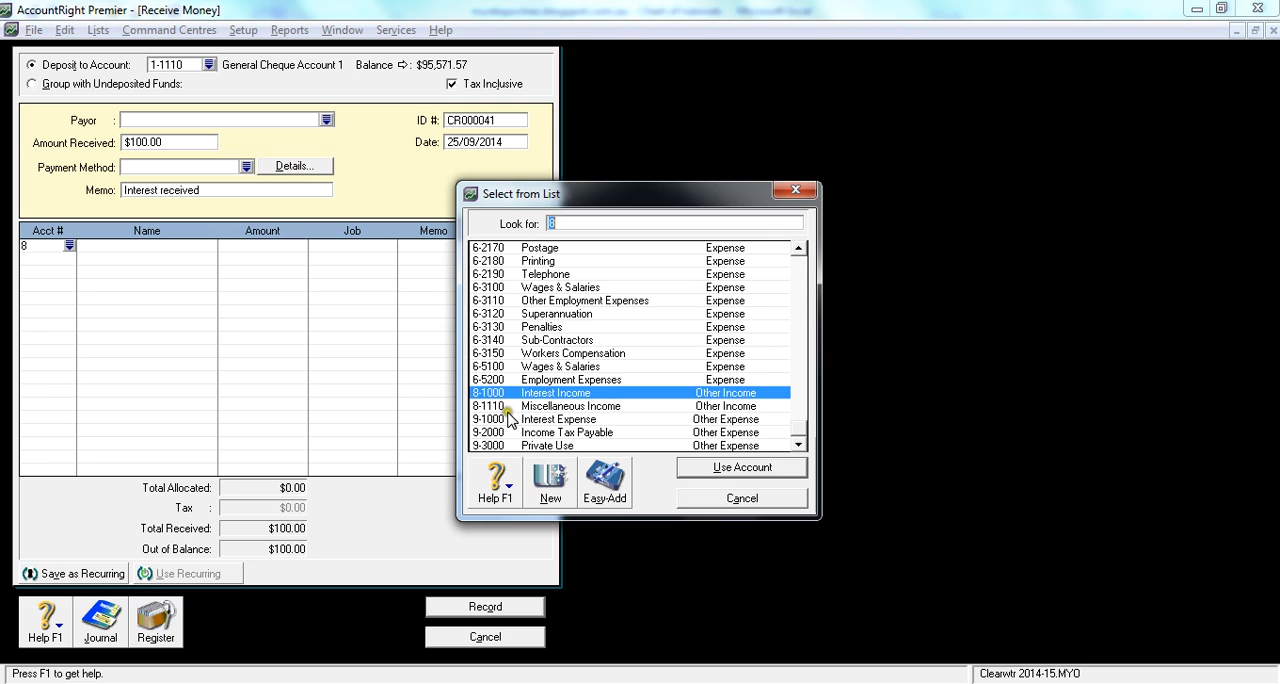 AccountRight Premier - [Receive Money]
File Edit Lists Command Centres Setup Reports Window Services Help
Deposit to Account: 1-1110 General Cheque Account 1 Balance ⇨: $95,571.57
Group with Undeposited Funds: Tax Inclusive
Payor : ID #: CR000041
Amount Received: $100.00 Date: 25/09/2014
Payment Method: Details...
Memo: Interest received
Acct # Name Amount Job Memo
8
Total Allocated: $0.00
Tax : $0.00
Total Received: $100.00
Out of Balance: $100.00
Save as Recurring Use Recurring
Help F1 Journal Register
Record
Cancel
Select from List
Look for: 8
6-2170 Postage Expense
6-2180 Printing Expense
6-2190 Telephone Expense
6-3100 Wages & Salaries Expense
6-3110 Other Employment Expenses Expense
6-3120 Superannuation Expense
6-3130 Penalties Expense
6-3140 Sub-Contractors Expense
6-3150 Workers Compensation Expense
6-5100 Wages & Salaries Expense
6-5200 Employment Expenses Expense
8-1000 Interest Income Other Income
8-1110 Miscellaneous Income Other Income
9-1000 Interest Expense Other Expense
9-2000 Income Tax Payable Other Expense
9-3000 Private Use Other Expense
Help F1 New Easy-Add
Use Account
Cancel
Press F1 to get help. Clearwtr 2014-15.MYO